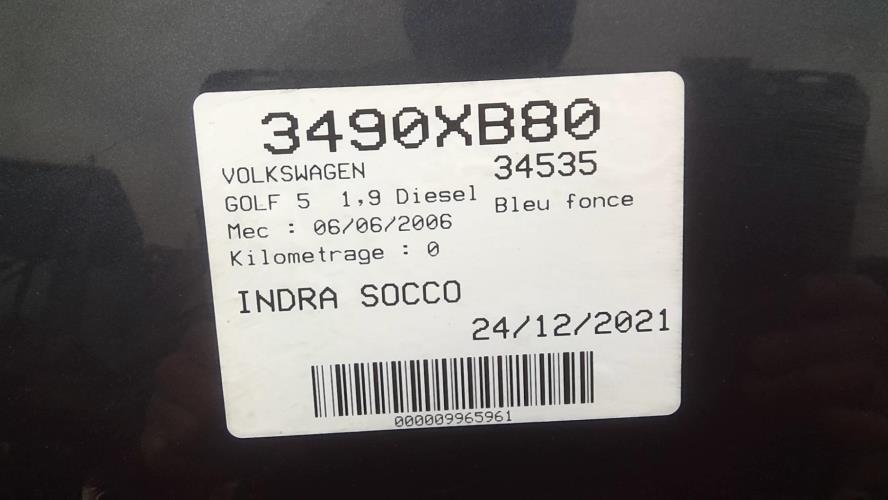 3490XB80
VOLKSWAGEN 34535
GOLF 5 1,9 Diesel Bleu fonce
Mec : 06/06/2006
Kilometrage : 0
INDRA SOCCO
24/12/2021
000009965961